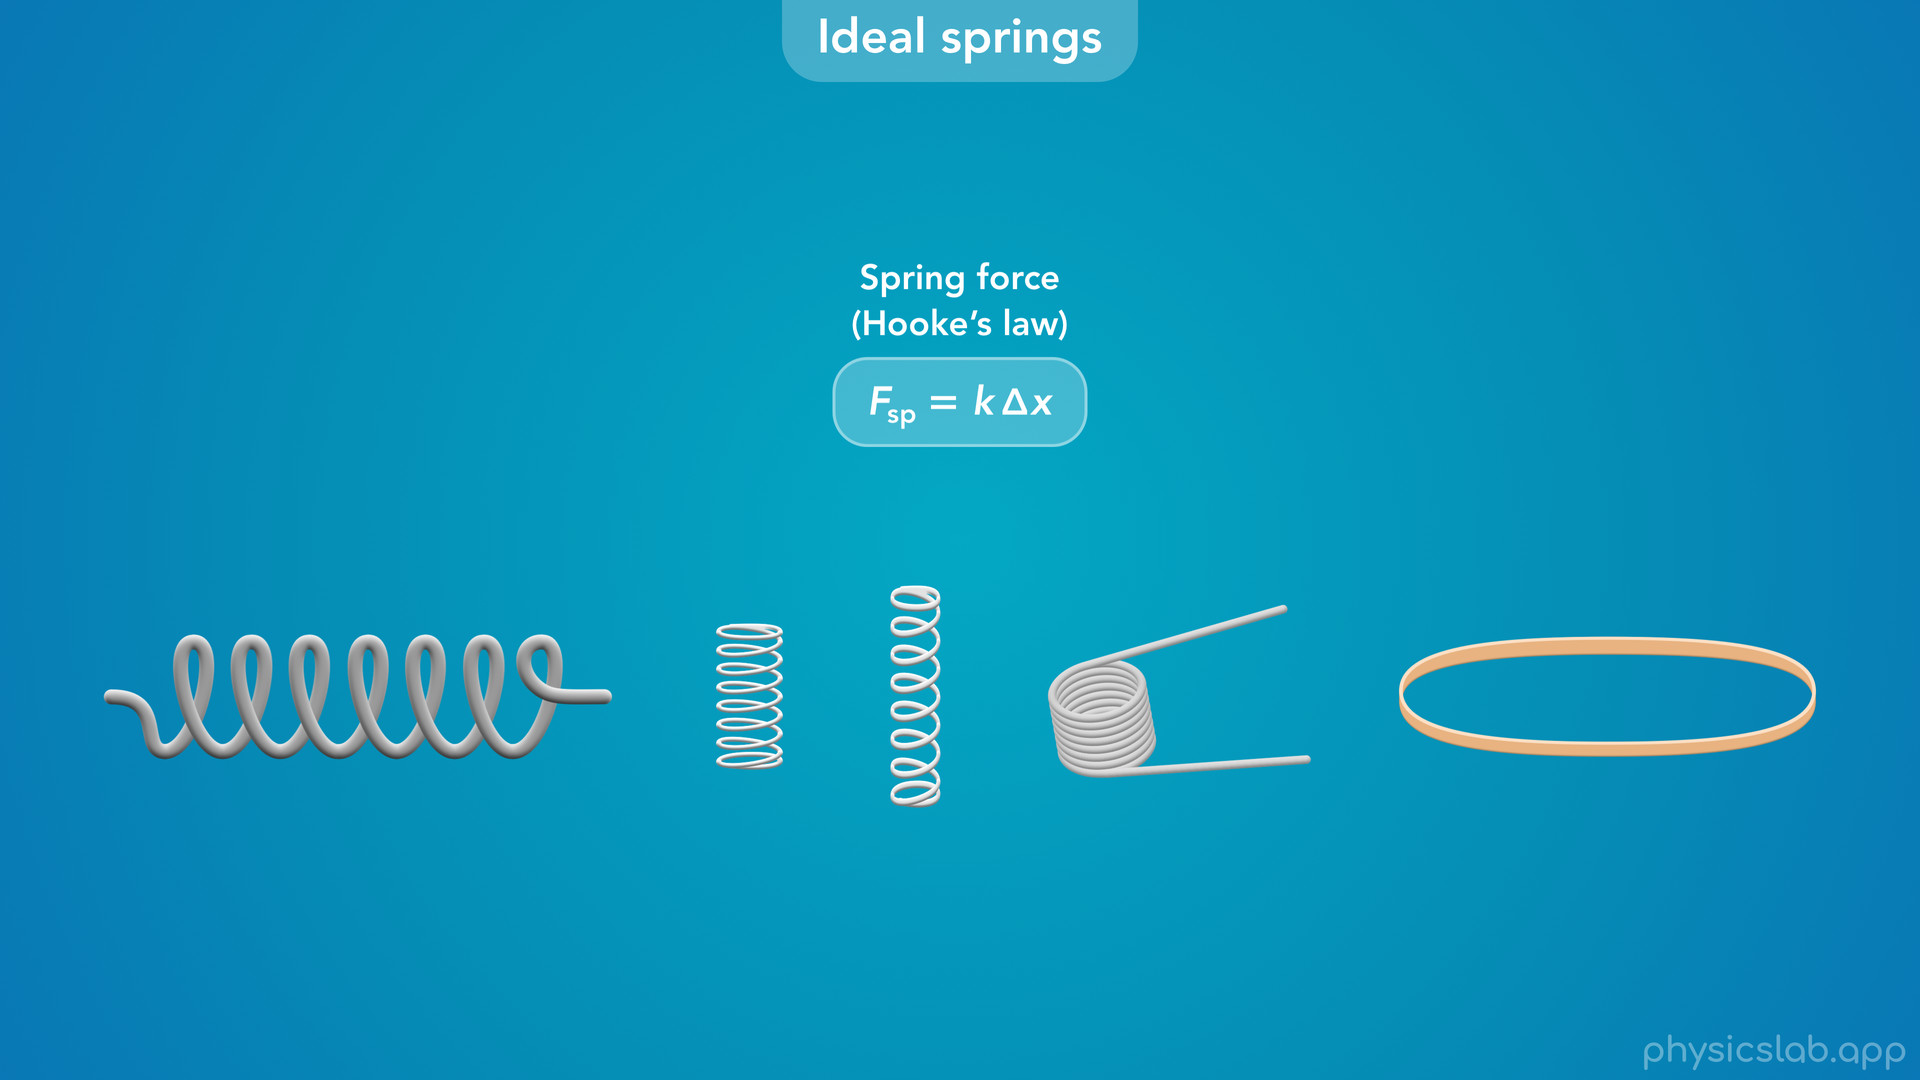 Ideal springs
Spring force
(Hooke’s law)
Fsp = k Δx
physicslab.app